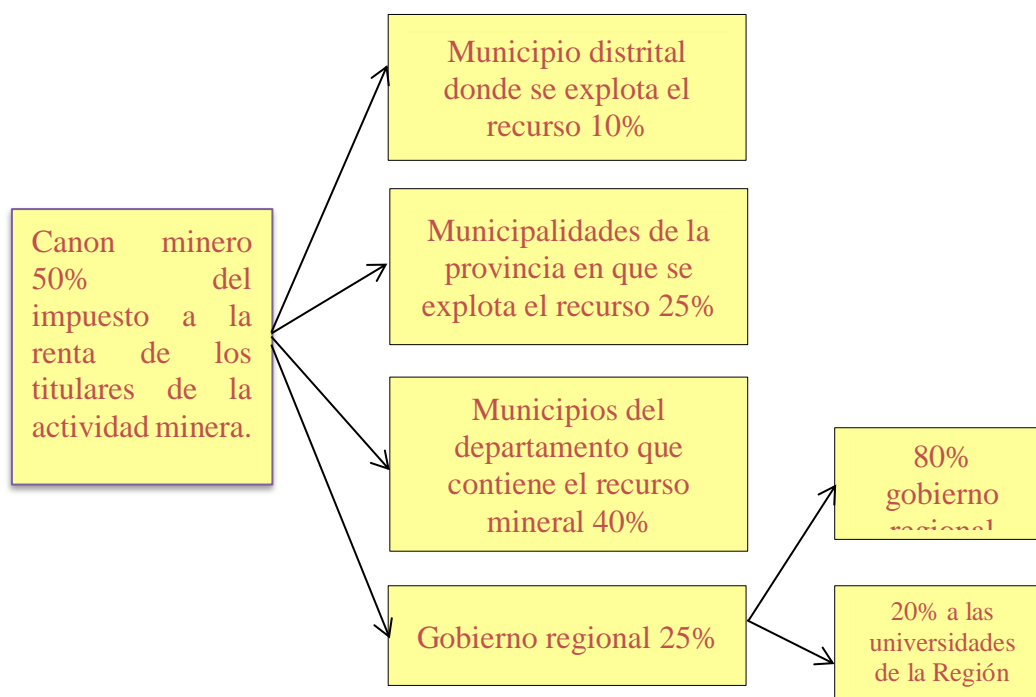 Municipio distrital
donde se explota el
recurso 10%
Canon minero
50% del
impuesto a la
renta de los
titulares de la
actividad minera.
Municipalidades de la
provincia en que se
explota el recurso 25%
Municipios del
departamento que
contiene el recurso
mineral 40%
Gobierno regional 25%
80%
gobierno
regional
20% a las
universidades
de la Región